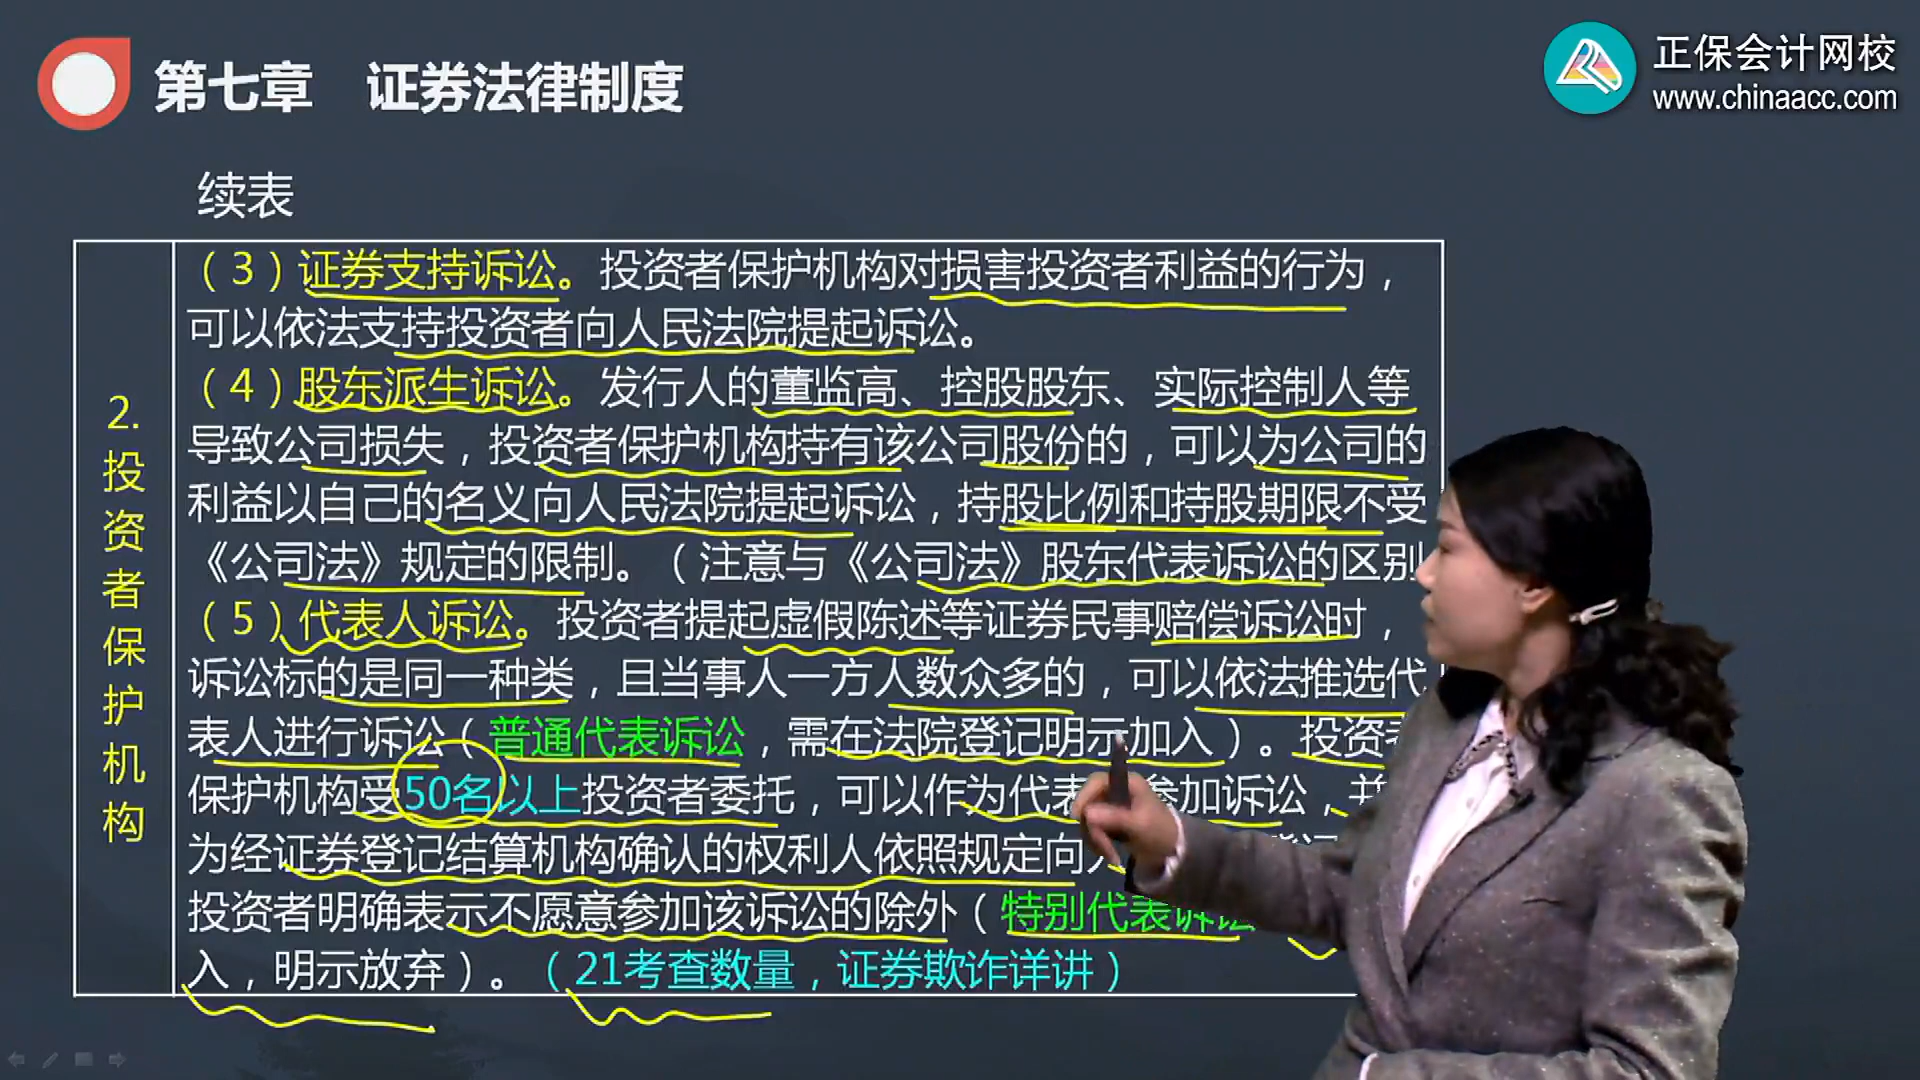 第七章 证券法律制度
正保会计网校
www.chinaacc.com
续表
2.投资者保护机构
（3）证券支持诉讼。投资者保护机构对损害投资者利益的行为，
可以依法支持投资者向人民法院提起诉讼。
（4）股东派生诉讼。发行人的董监高、控股股东、实际控制人等
导致公司损失，投资者保护机构持有该公司股份的，可以为公司的
利益以自己的名义向人民法院提起诉讼，持股比例和持股期限不受
《公司法》规定的限制。（注意与《公司法》股东代表诉讼的区别
（5）代表人诉讼。投资者提起虚假陈述等证券民事赔偿诉讼时，
诉讼标的是同一种类，且当事人一方人数众多的，可以依法推选代
表人进行诉讼（普通代表诉讼，需在法院登记明示加入）。投资者
保护机构受50名以上投资者委托，可以作为代表 参加诉讼，并
为经证券登记结算机构确认的权利人依照规定向
投资者明确表示不愿意参加该诉讼的除外（特别代表诉讼
入，明示放弃）。（21考查数量，证券欺诈详讲）